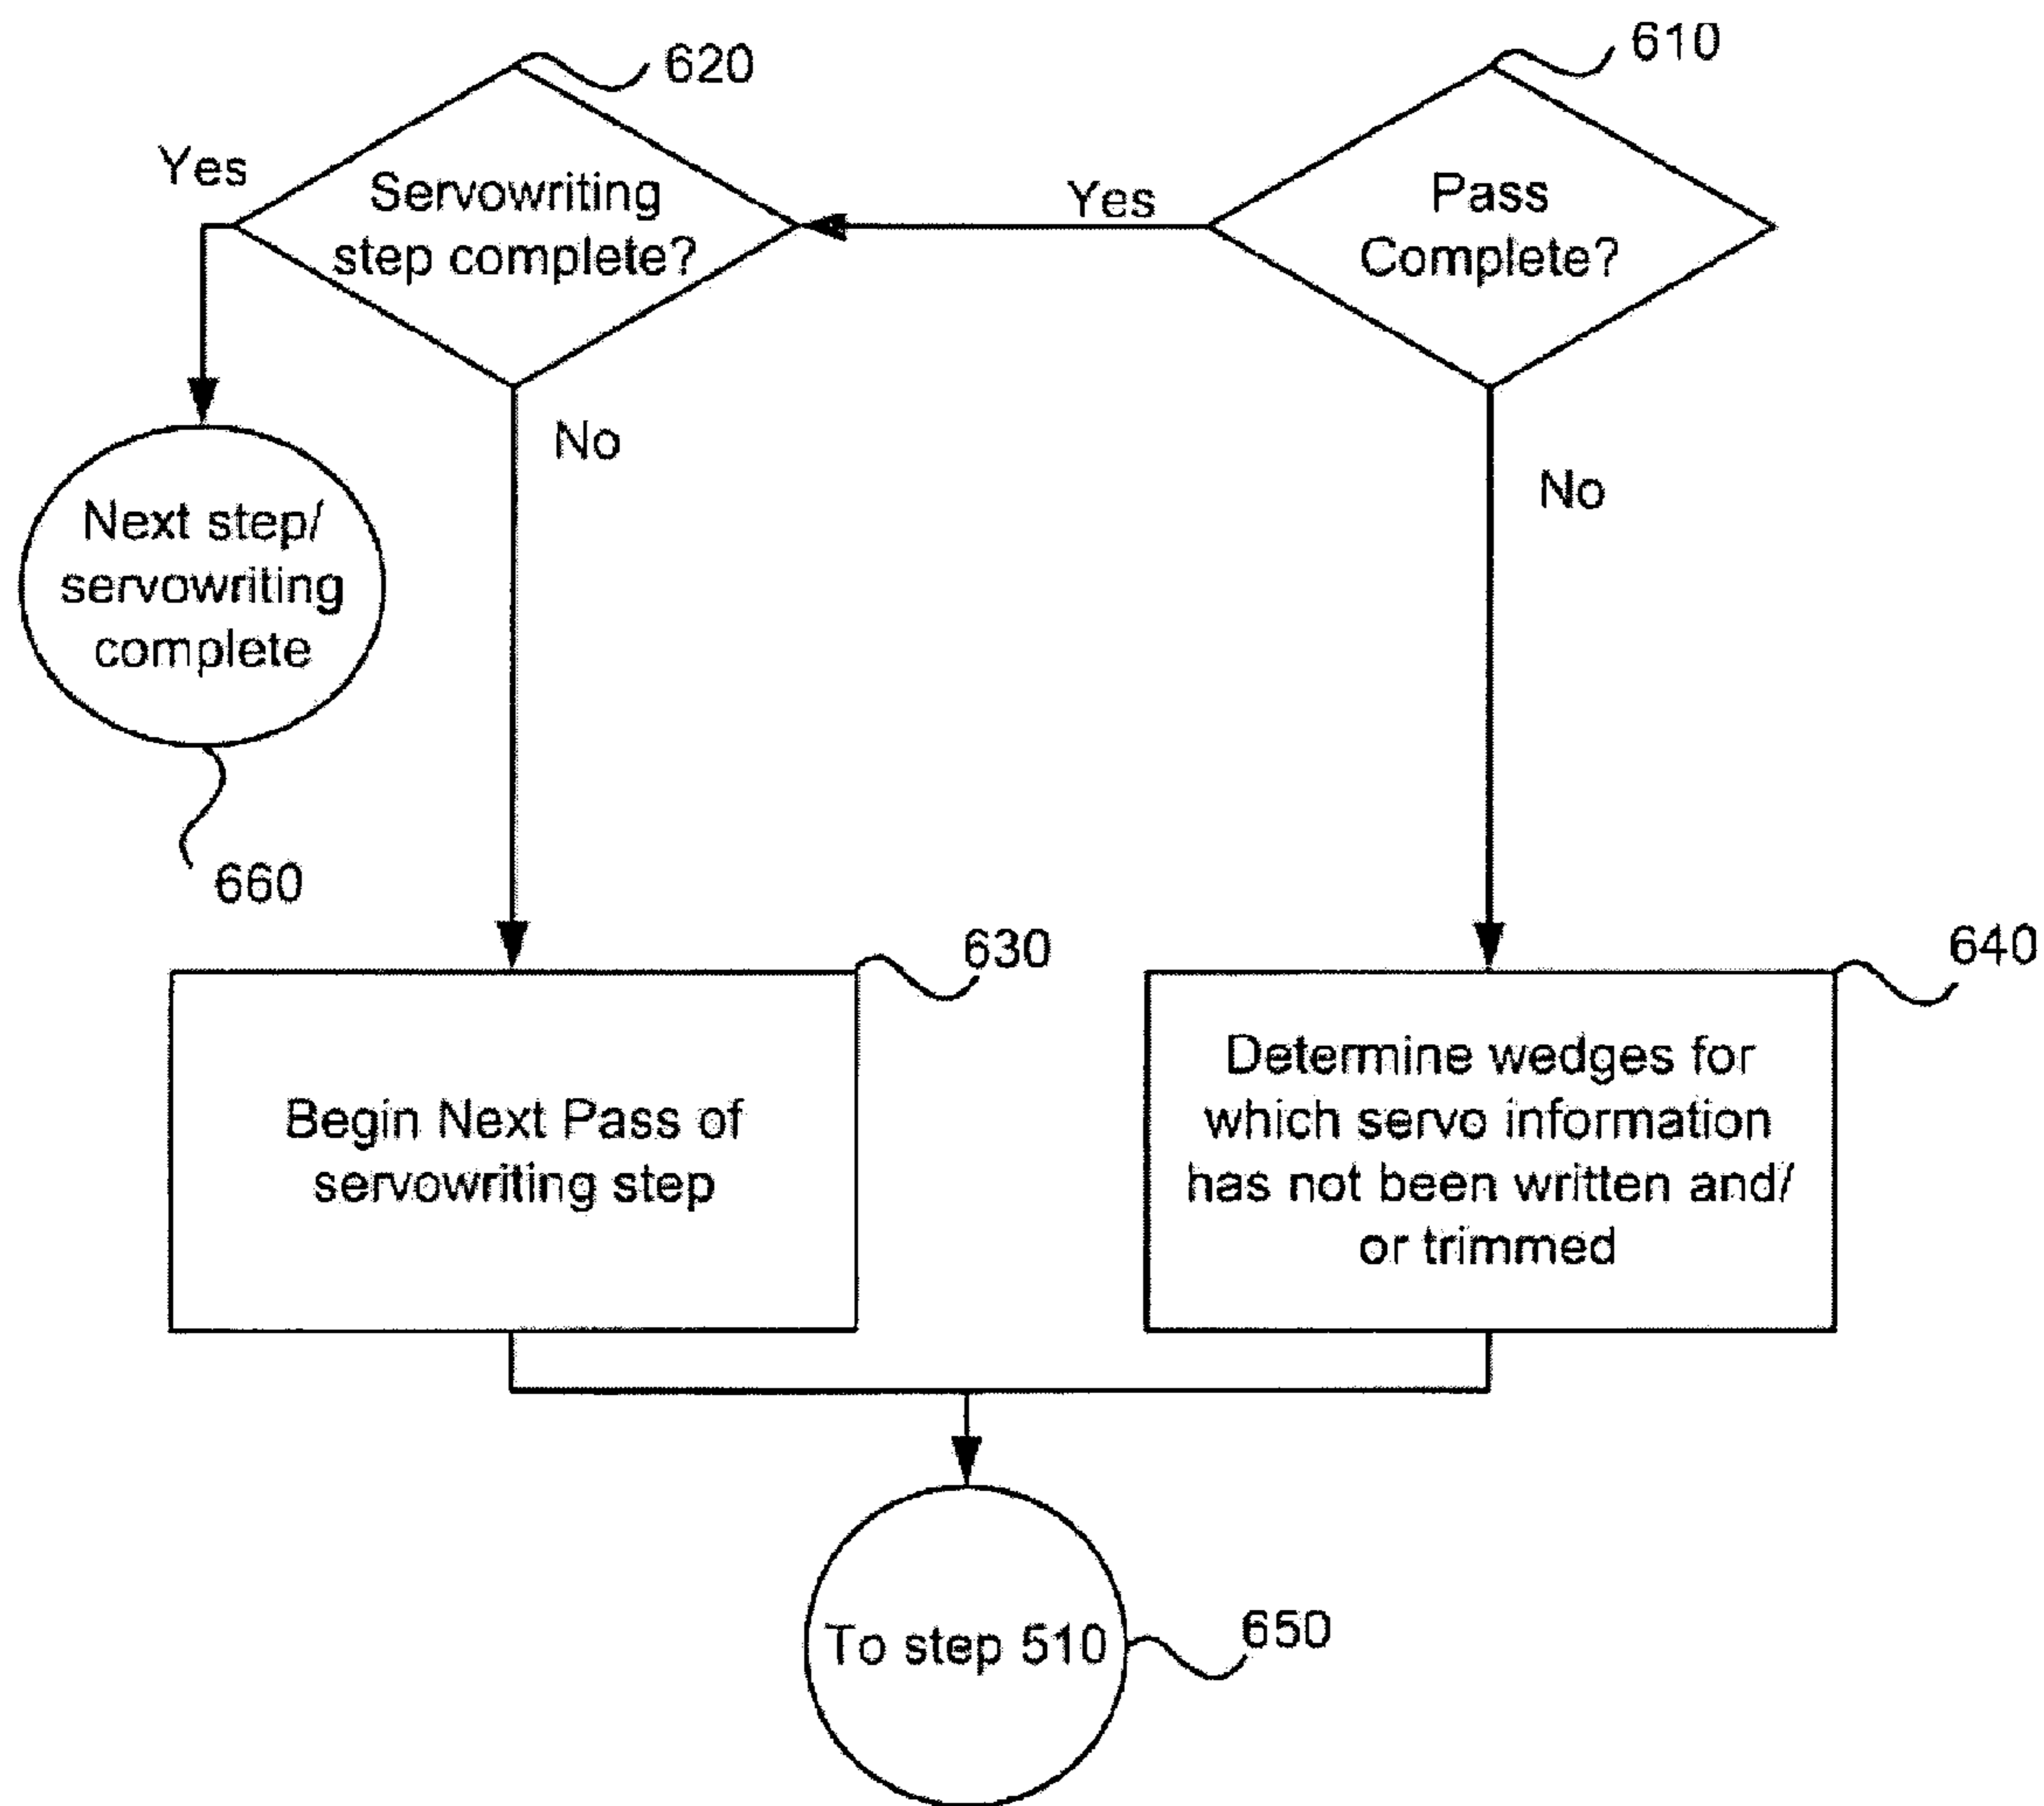 620
610
Yes
Servowriting
step complete?
Yes
Pass
Complete?
No
No
Next step/
servowriting
complete
660
630
640
Begin Next Pass of
servowriting step
Determine wedges for
which servo information
has not been written and/
or trimmed
To step 510
650